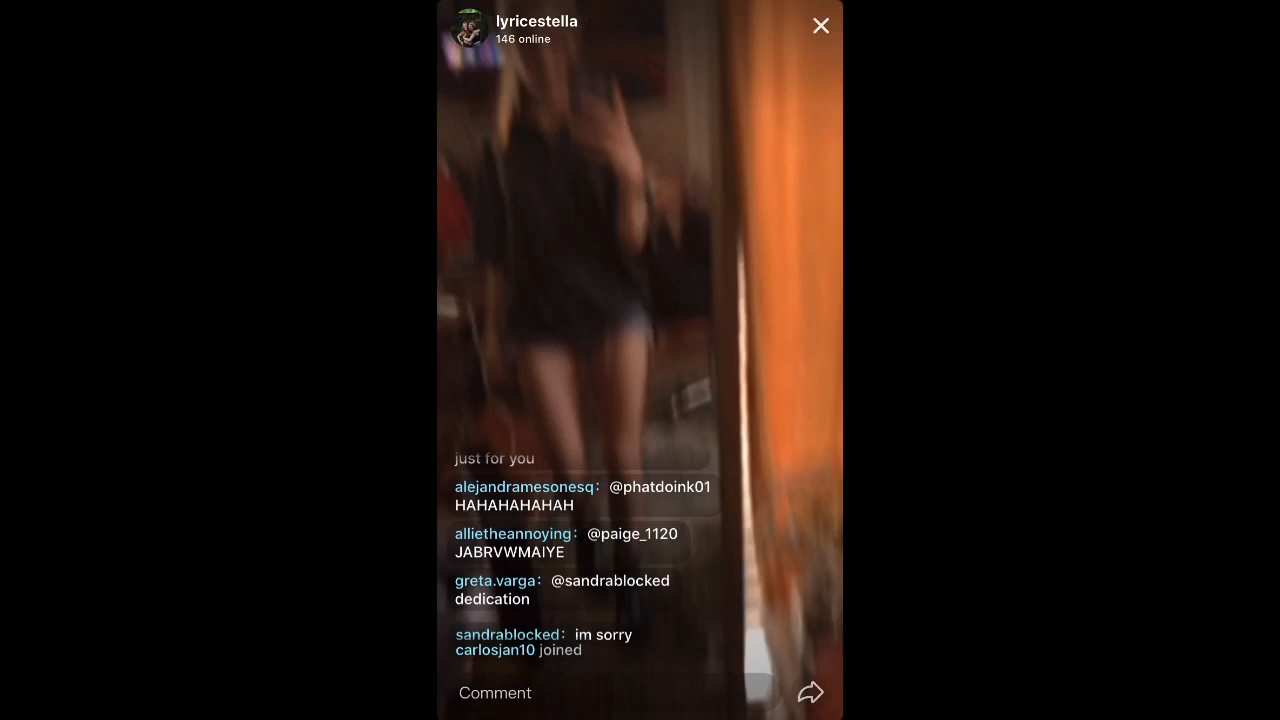 lyricestella
146 online
just for you
alejandramesonesq: @phatdoink01
HAHAHAHAHAH
allietheannoying: @paige_1120
JABRVWMAIYE
greta.varga: @sandrablocked
dedication
sandrablocked: im sorry
carlosjan10 joined
Comment